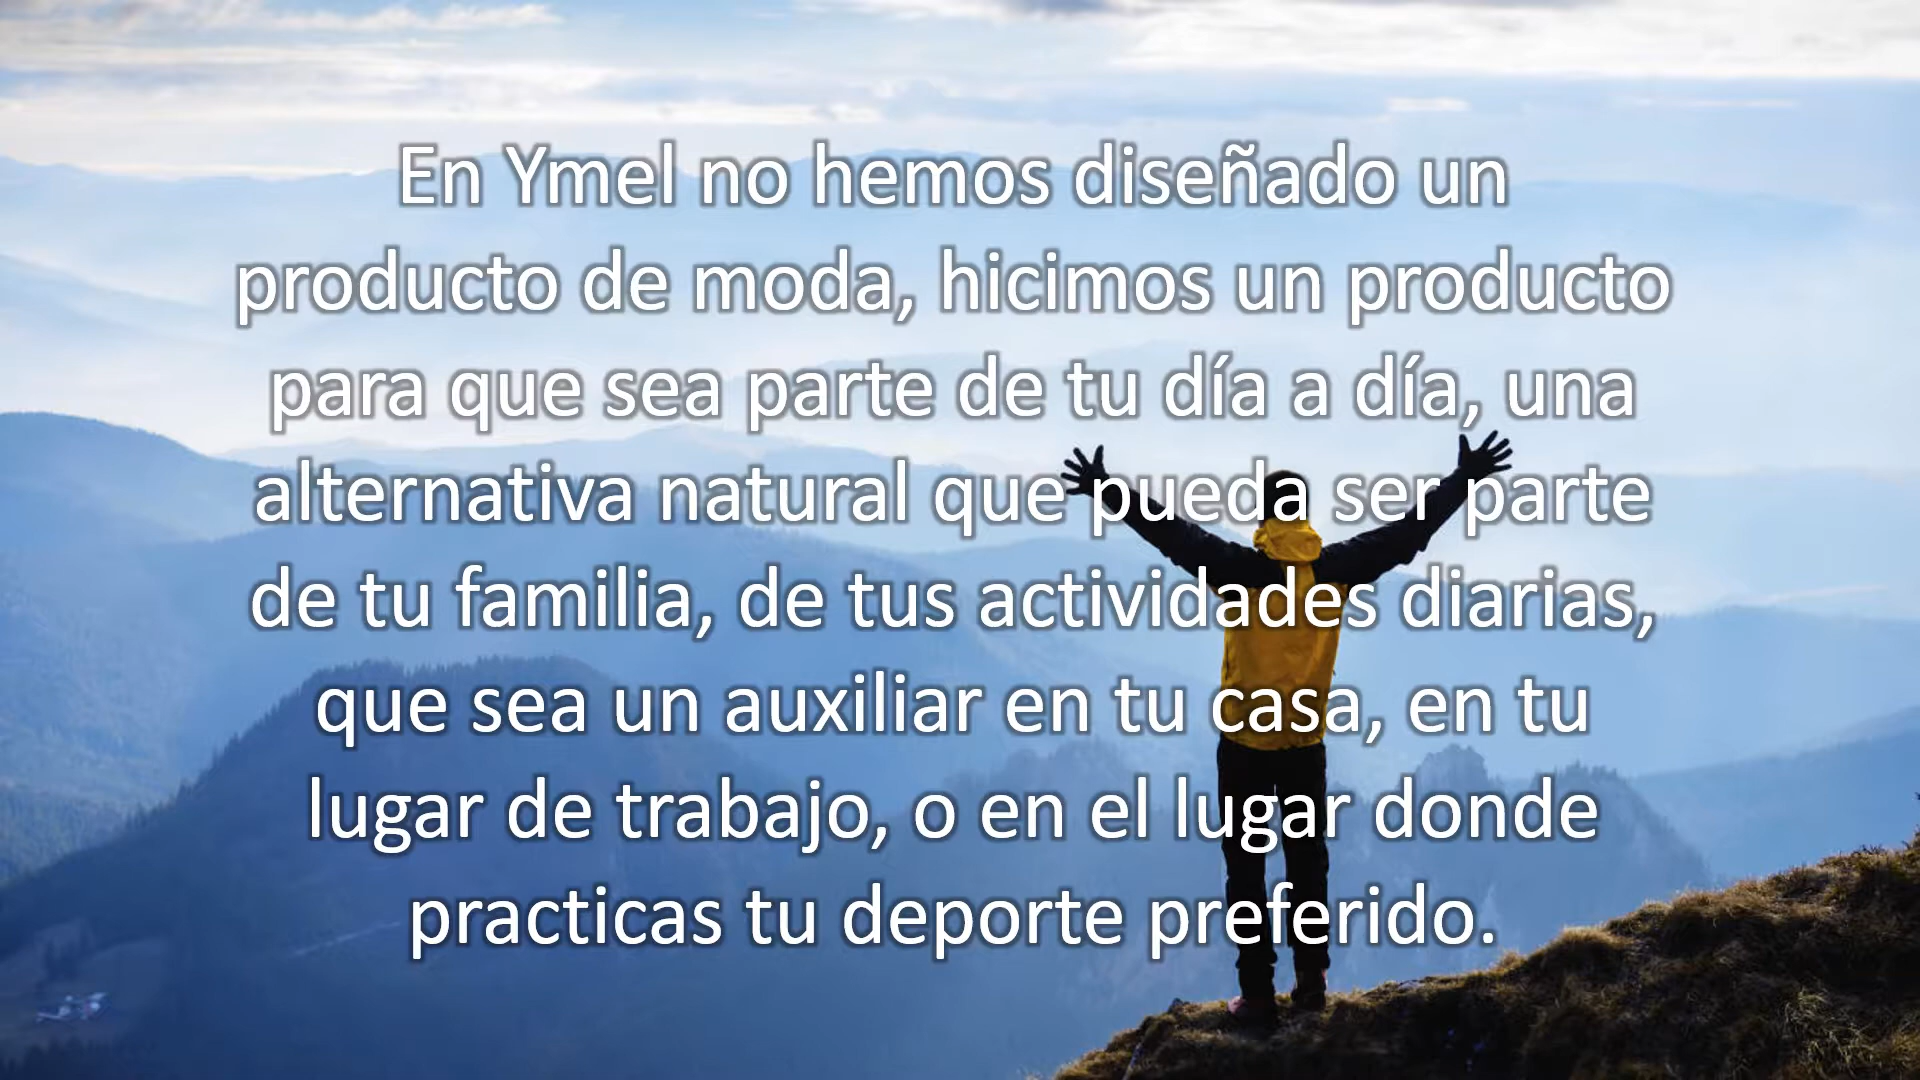 En Ymel no hemos diseñado un
producto de moda, hicimos un producto
para que sea parte de tu día a día, una
alternativa natural que pueda ser parte
de tu familia, de tus actividades diarias,
que sea un auxiliar en tu casa, en tu
lugar de trabajo, o en el lugar donde
practicas tu deporte preferido.